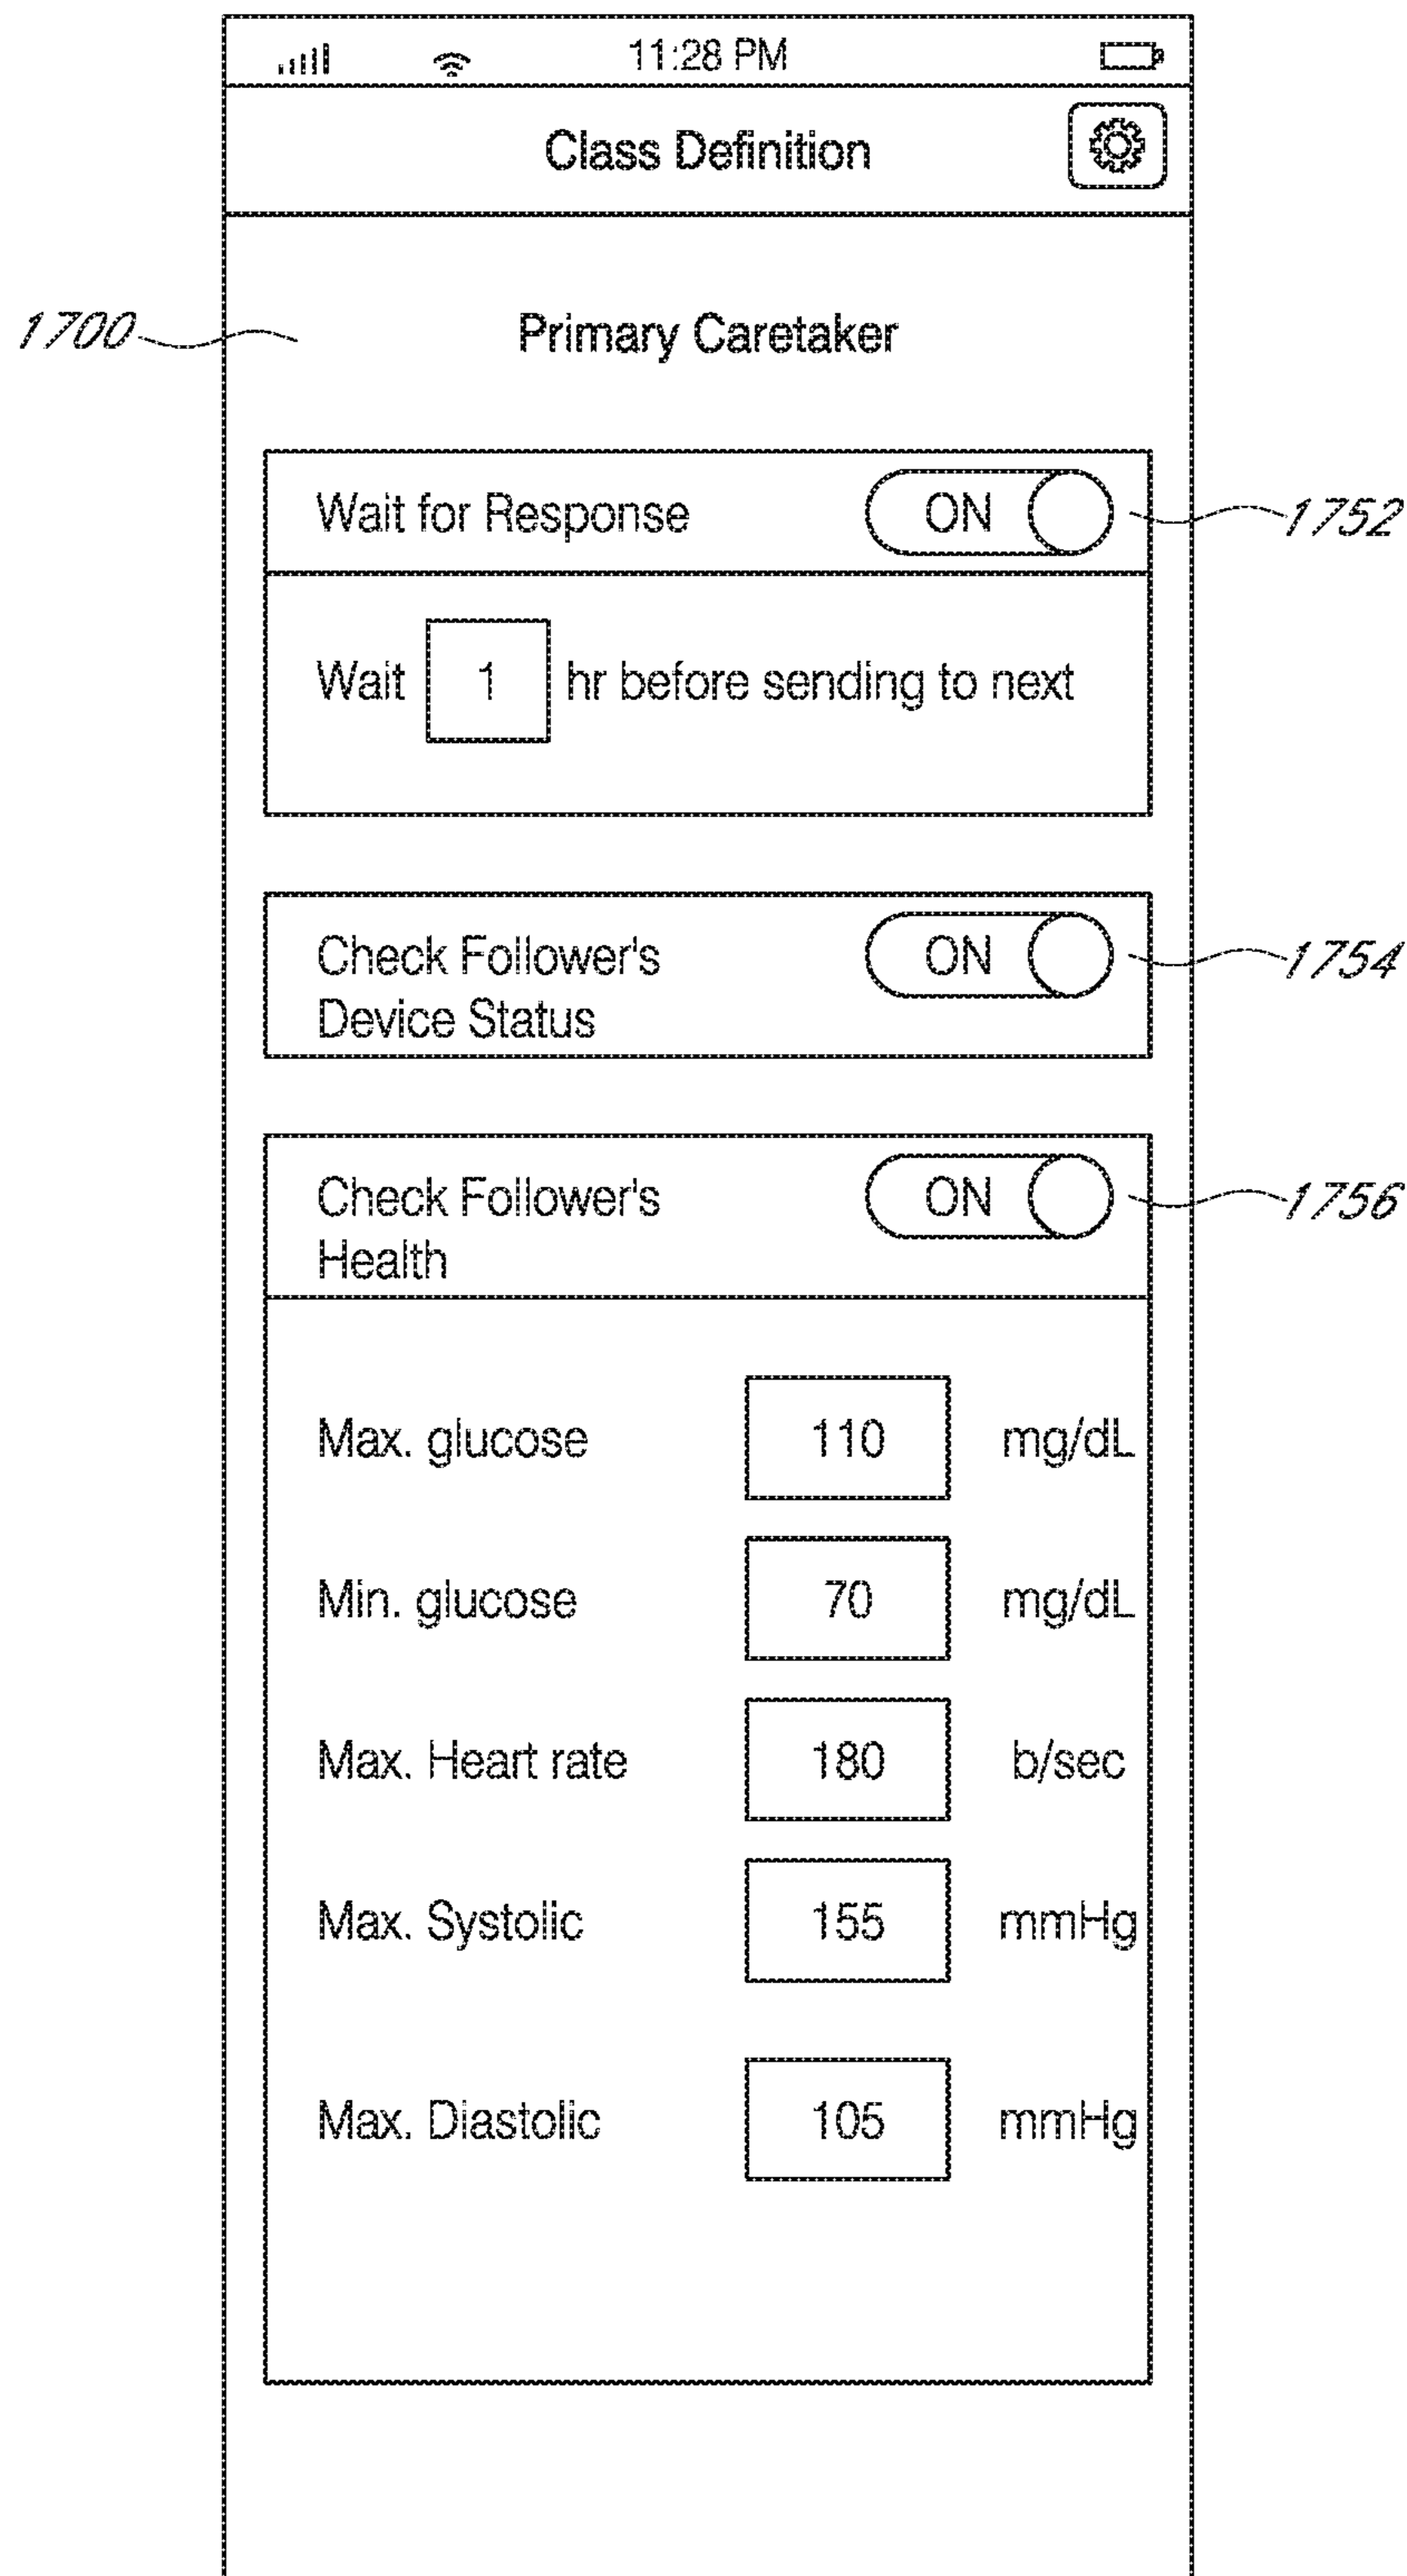 11:28 PM
Class Definition
1700
Primary Caretaker
Wait for Response ON 1752
Wait 1 hr before sending to next
Check Follower's ON 1754
Device Status
Check Follower's ON 1756
Health
Max. glucose 110 mg/dL
Min. glucose 70 mg/dL
Max. Heart rate 180 b/sec
Max. Systolic 155 mmHg
Max. Diastolic 105 mmHg